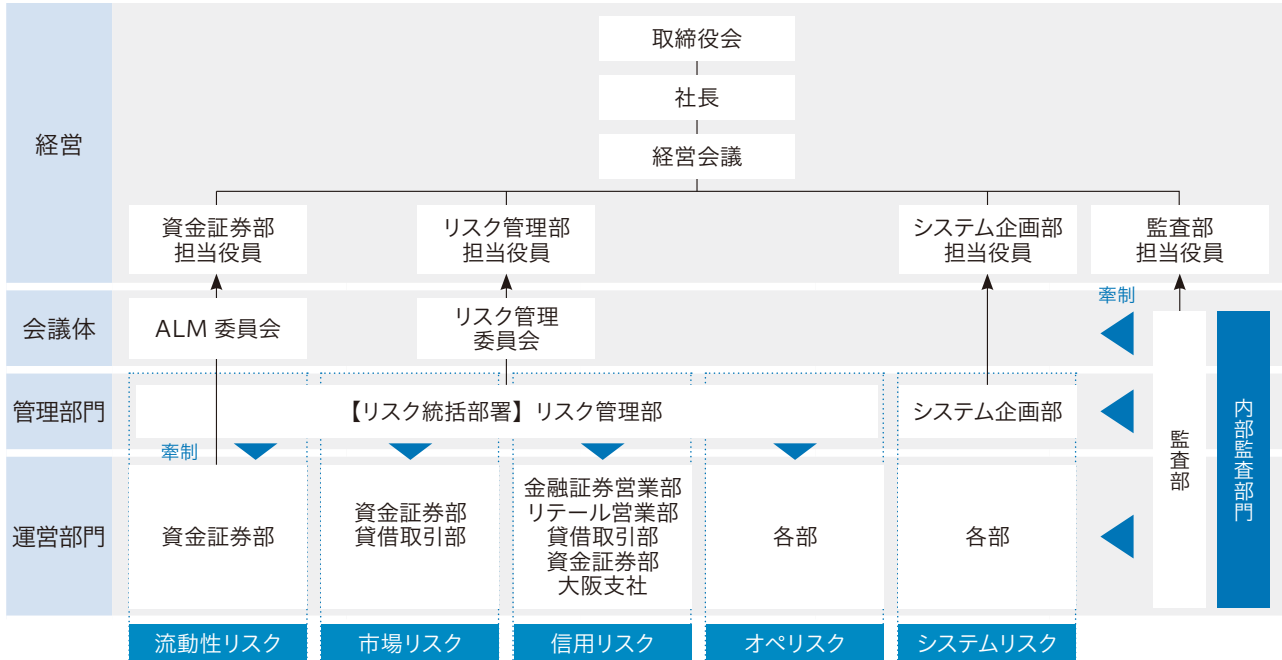 経営
取締役会
社長
経営会議
資金証券部
担当役員
リスク管理部
担当役員
システム企画部
担当役員
監査部
担当役員
会議体
ALM 委員会
リスク管理
委員会
牽制
管理部門
【リスク統括部署】リスク管理部
システム企画部
監査部
内部監査部門
牽制
運営部門
資金証券部
資金証券部
貸借取引部
金融証券営業部
リテール営業部
貸借取引部
資金証券部
大阪支社
各部
各部
流動性リスク
市場リスク
信用リスク
オペリスク
システムリスク